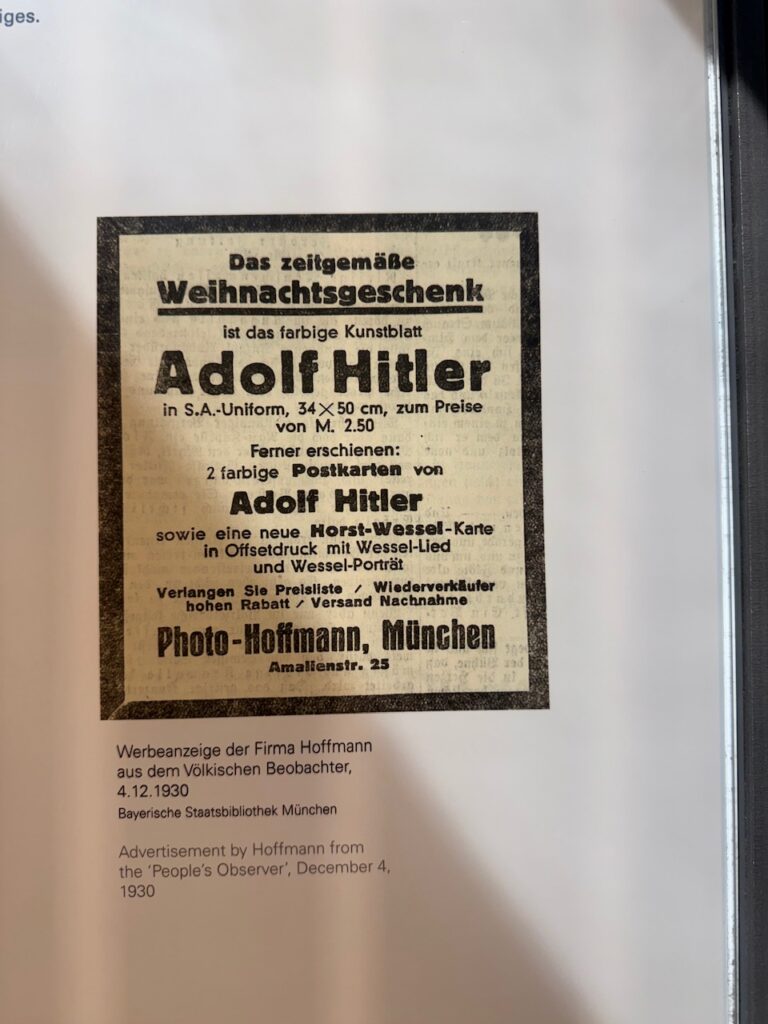 iges.
Das zeitgemäße
Weihnachtsgeschenk
ist das farbige Kunstblatt
Adolf Hitler
in S.A.-Uniform, 34×50 cm, zum Preise
von M. 2.50
Ferner erschienen:
2 farbige Postkarten von
Adolf Hitler
sowie eine neue Horst-Wessel-Karte
in Offsetdruck mit Wessel-Lied
und Wessel-Porträt
Verlangen Sie Preisliste / Wiederverkäufer
hohen Rabatt / Versand Nachnahme
Photo-Hoffmann, München
Amalienstr. 25
Werbeanzeige der Firma Hoffmann
aus dem Völkischen Beobachter,
4.12.1930
Bayerische Staatsbibliothek München
Advertisement by Hoffmann from
the ‘People’s Observer’, December 4,
1930